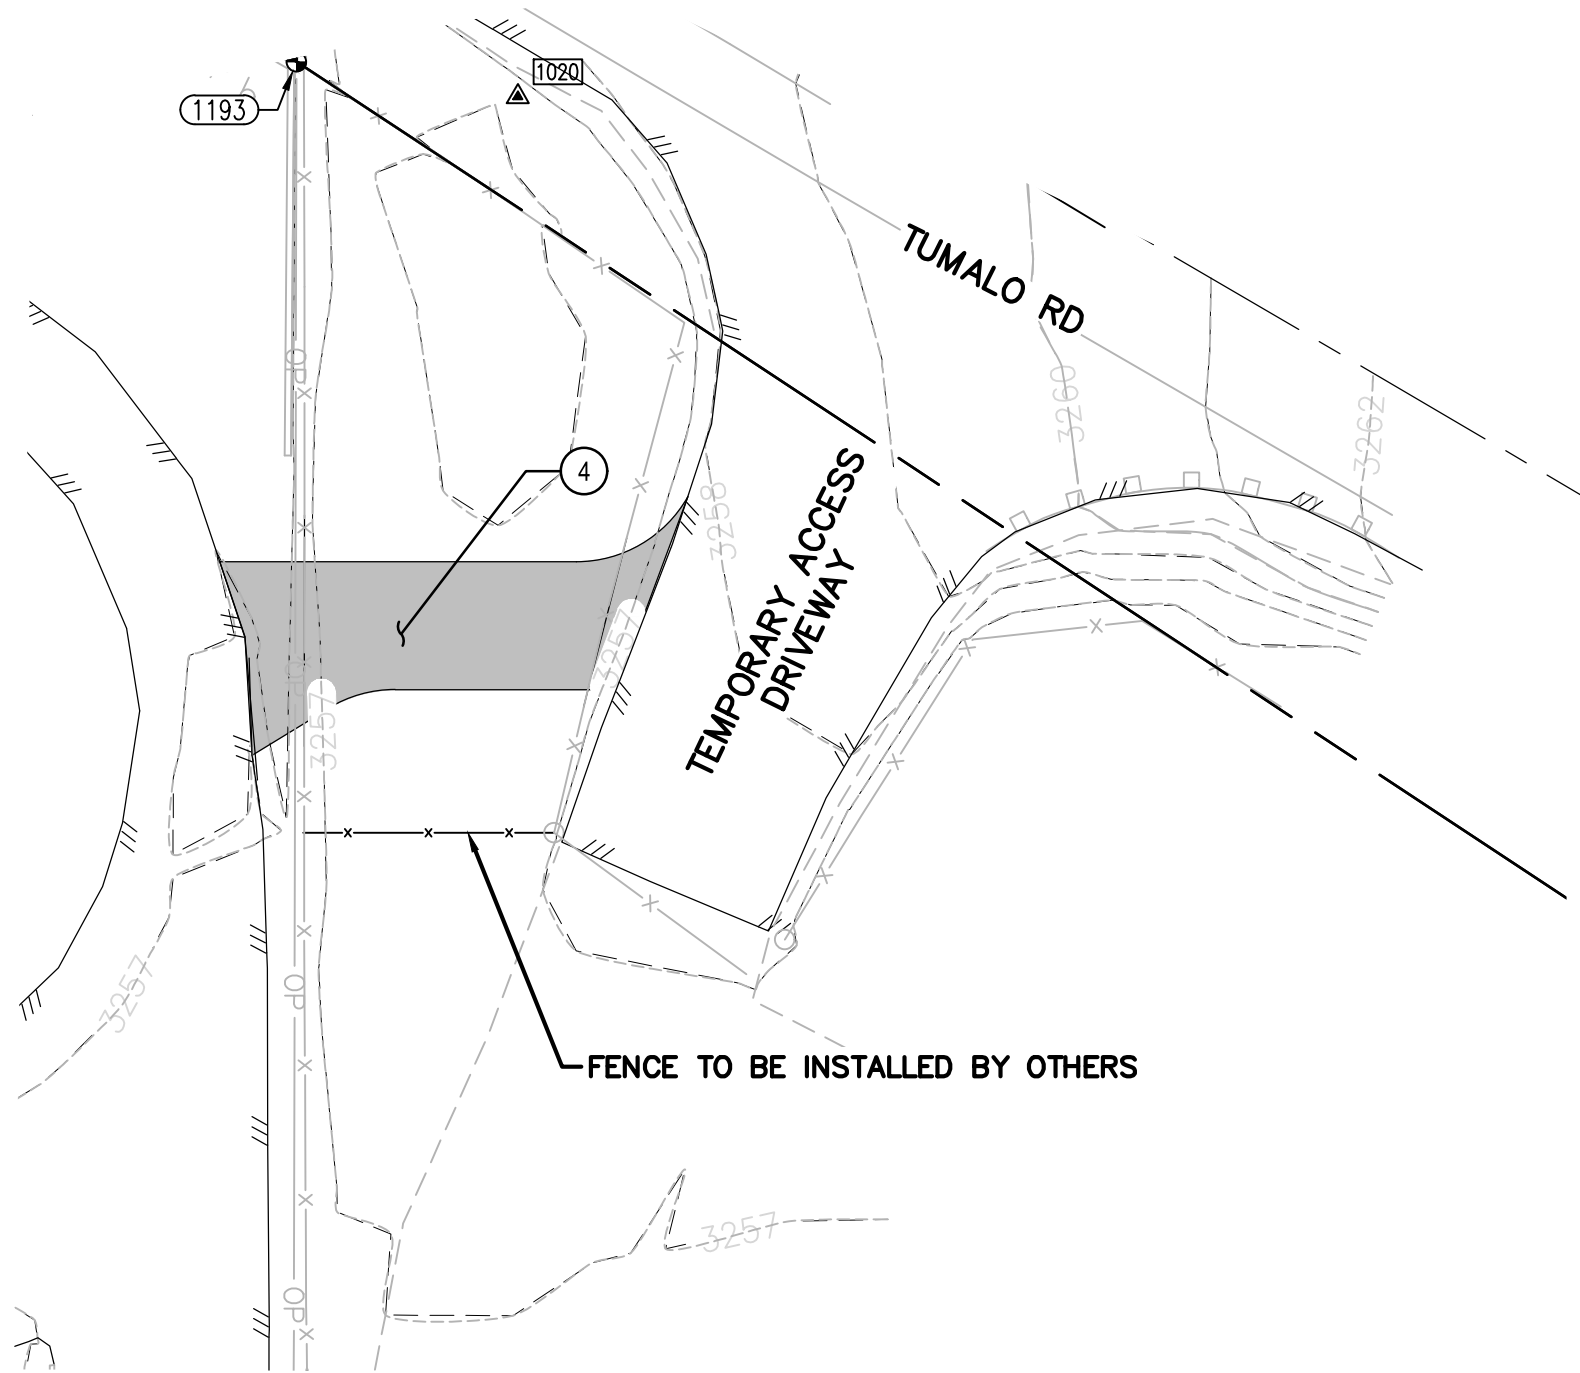 1020
1193
TUMALO RD
OP
3260
3262
4
3258
TEMPORARY ACCESS
DRIVEWAY
3257
OP
3257
3257
OP
FENCE TO BE INSTALLED BY OTHERS
3257
OP